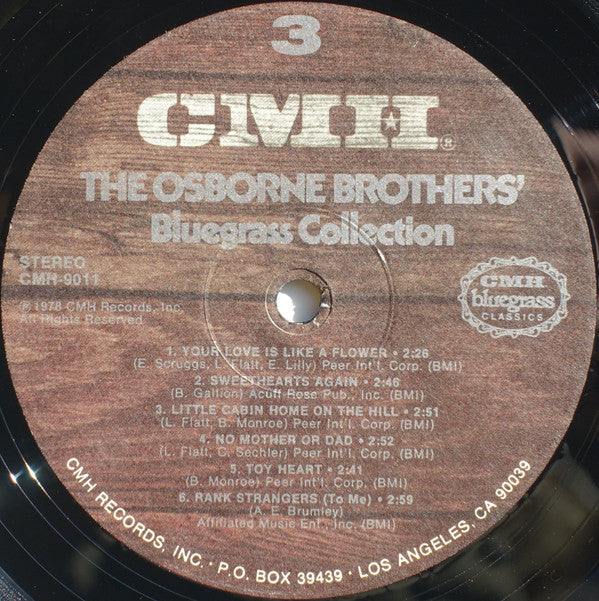 3
CMH®
THE OSBORNE BROTHERS'
Bluegrass Collection
STEREO
CMH-9011
℗ 1978 CMH Records, Inc.
All Rights Reserved
CMH
bluegrass
CLASSICS
1. YOUR LOVE IS LIKE A FLOWER • 2:26
(E. Scruggs, L. Flatt, E. Lilly) Peer Int'l. Corp. (BMI)
2. SWEETHEARTS AGAIN • 2:46
(B. Galtion) Acuff Rose Pub., Inc. (BMI)
3. LITTLE CABIN HOME ON THE HILL • 2:51
(L. Flatt, B. Monroe) Peer Int'l. Corp. (BMI)
4. NO MOTHER OR DAD • 2:52
(L. Flatt, C. Sechler) Peer Int'l. Corp. (BMI)
5. TOY HEART • 2:41
(B. Monroe) Peer Int'l. Corp. (BMI)
6. RANK STRANGERS (To Me) • 2:59
(A. E. Brumley)
Affiliated Music Ent., Inc. (BMI)
CMH RECORDS, INC. • P.O. BOX 39439 • LOS ANGELES, CA 90039